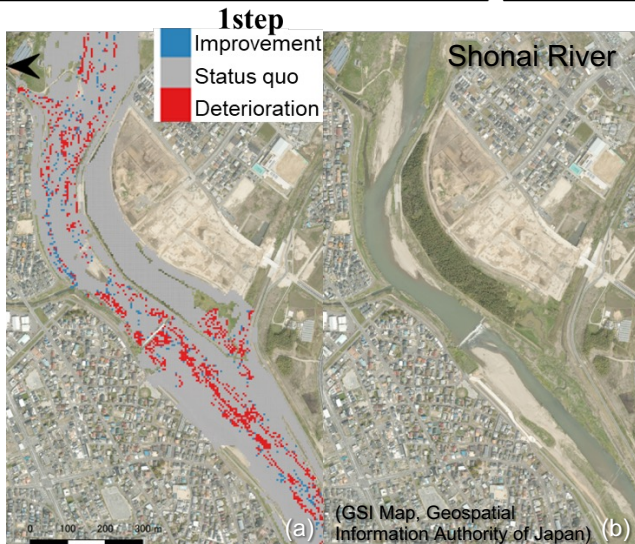 1step
Improvement
Status quo
Deterioration
Shonai River
0 100 200 300 m
(a)
(GSI Map, Geospatial
Information Authority of Japan)
(b)